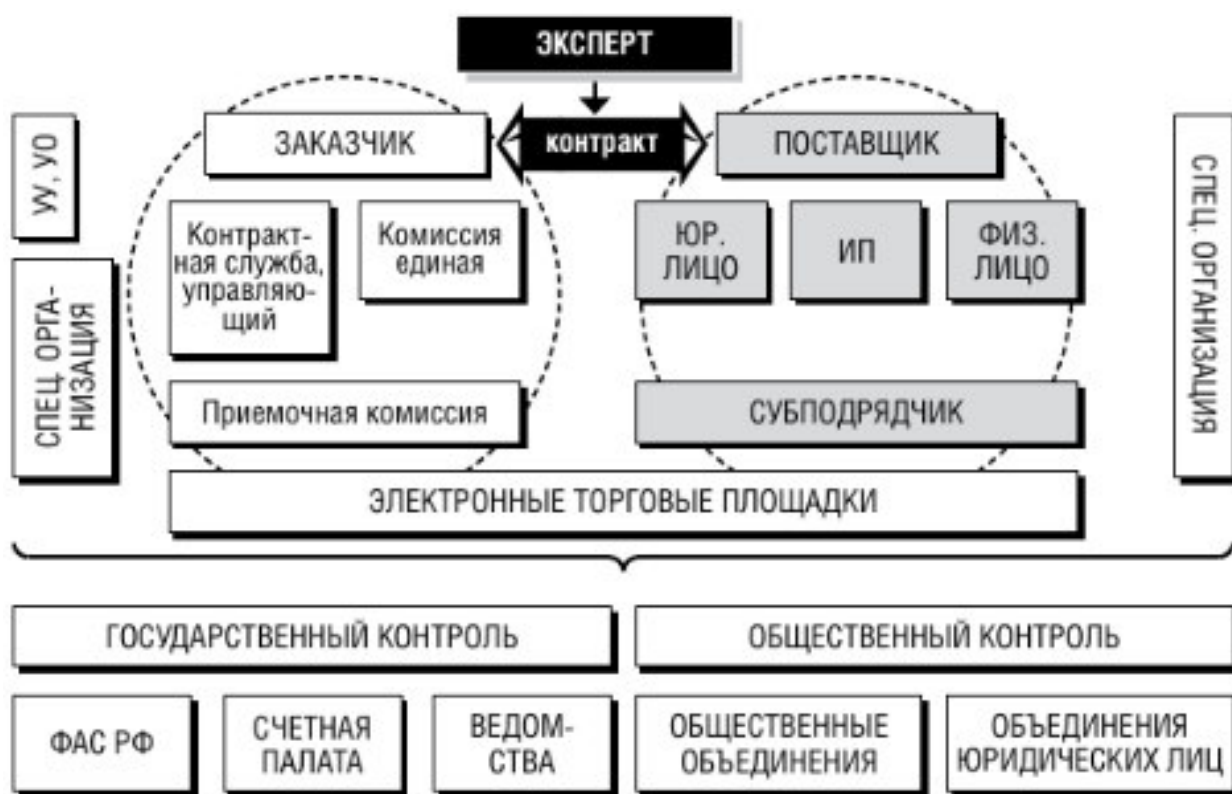 ЭКСПЕРТ
ЗАКАЗЧИК
контракт
ПОСТАВЩИК
УУ, УО
СПЕЦ. ОРГА-
НИЗАЦИЯ
Контракт-
ная служба,
управляю-
щий
Комиссия
единая
ЮР.
ЛИЦО
ИП
ФИЗ.
ЛИЦО
СПЕЦ. ОРГАНИЗАЦИЯ
Приемочная комиссия
СУБПОДРЯДЧИК
ЭЛЕКТРОННЫЕ ТОРГОВЫЕ ПЛОЩАДКИ
ГОСУДАРСТВЕННЫЙ КОНТРОЛЬ
ОБЩЕСТВЕННЫЙ КОНТРОЛЬ
ФАС РФ
СЧЕТНАЯ
ПАЛАТА
ВЕДОМ-
СТВА
ОБЩЕСТВЕННЫЕ
ОБЪЕДИНЕНИЯ
ОБЪЕДИНЕНИЯ
ЮРИДИЧЕСКИХ ЛИЦ